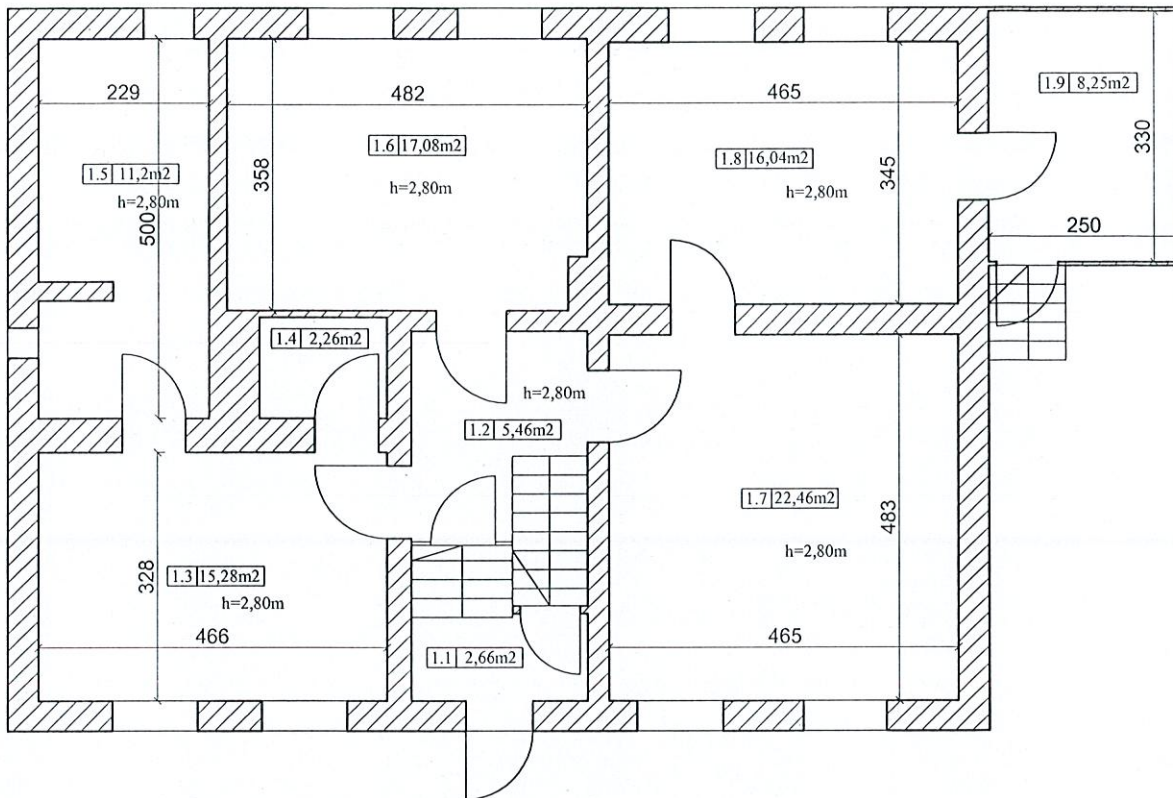 229
482
465
1.9 8,25m2
1.6 17,08m2
1.8 16,04m2
330
1.5 11,2m2
358
345
h=2,80m
h=2,80m
h=2,80m
500
250
1.4 2,26m2
h=2,80m
1.2 5,46m2
1.7 22,46m2
483
h=2,80m
328
1.3 15,28m2
h=2,80m
466
465
1.1 2,66m2